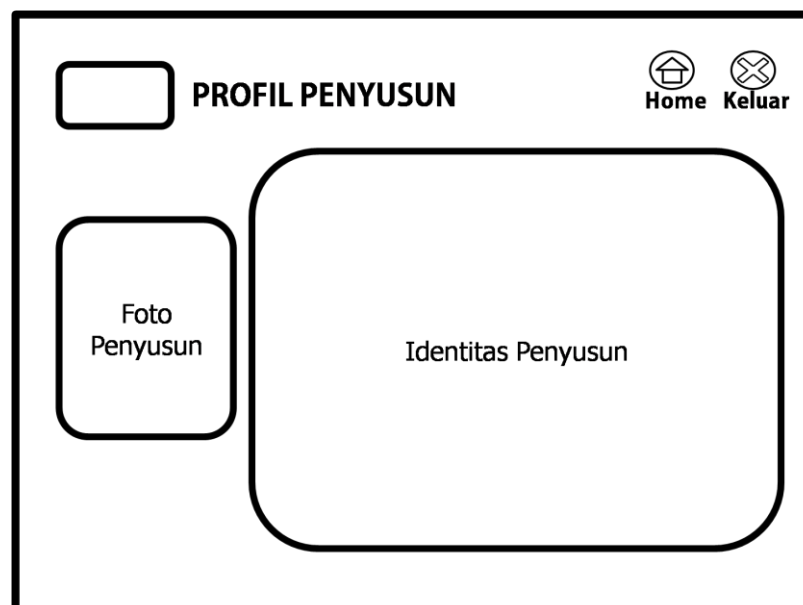 PROFIL PENYUSUN
Home Keluar
Foto
Penyusun
Identitas Penyusun